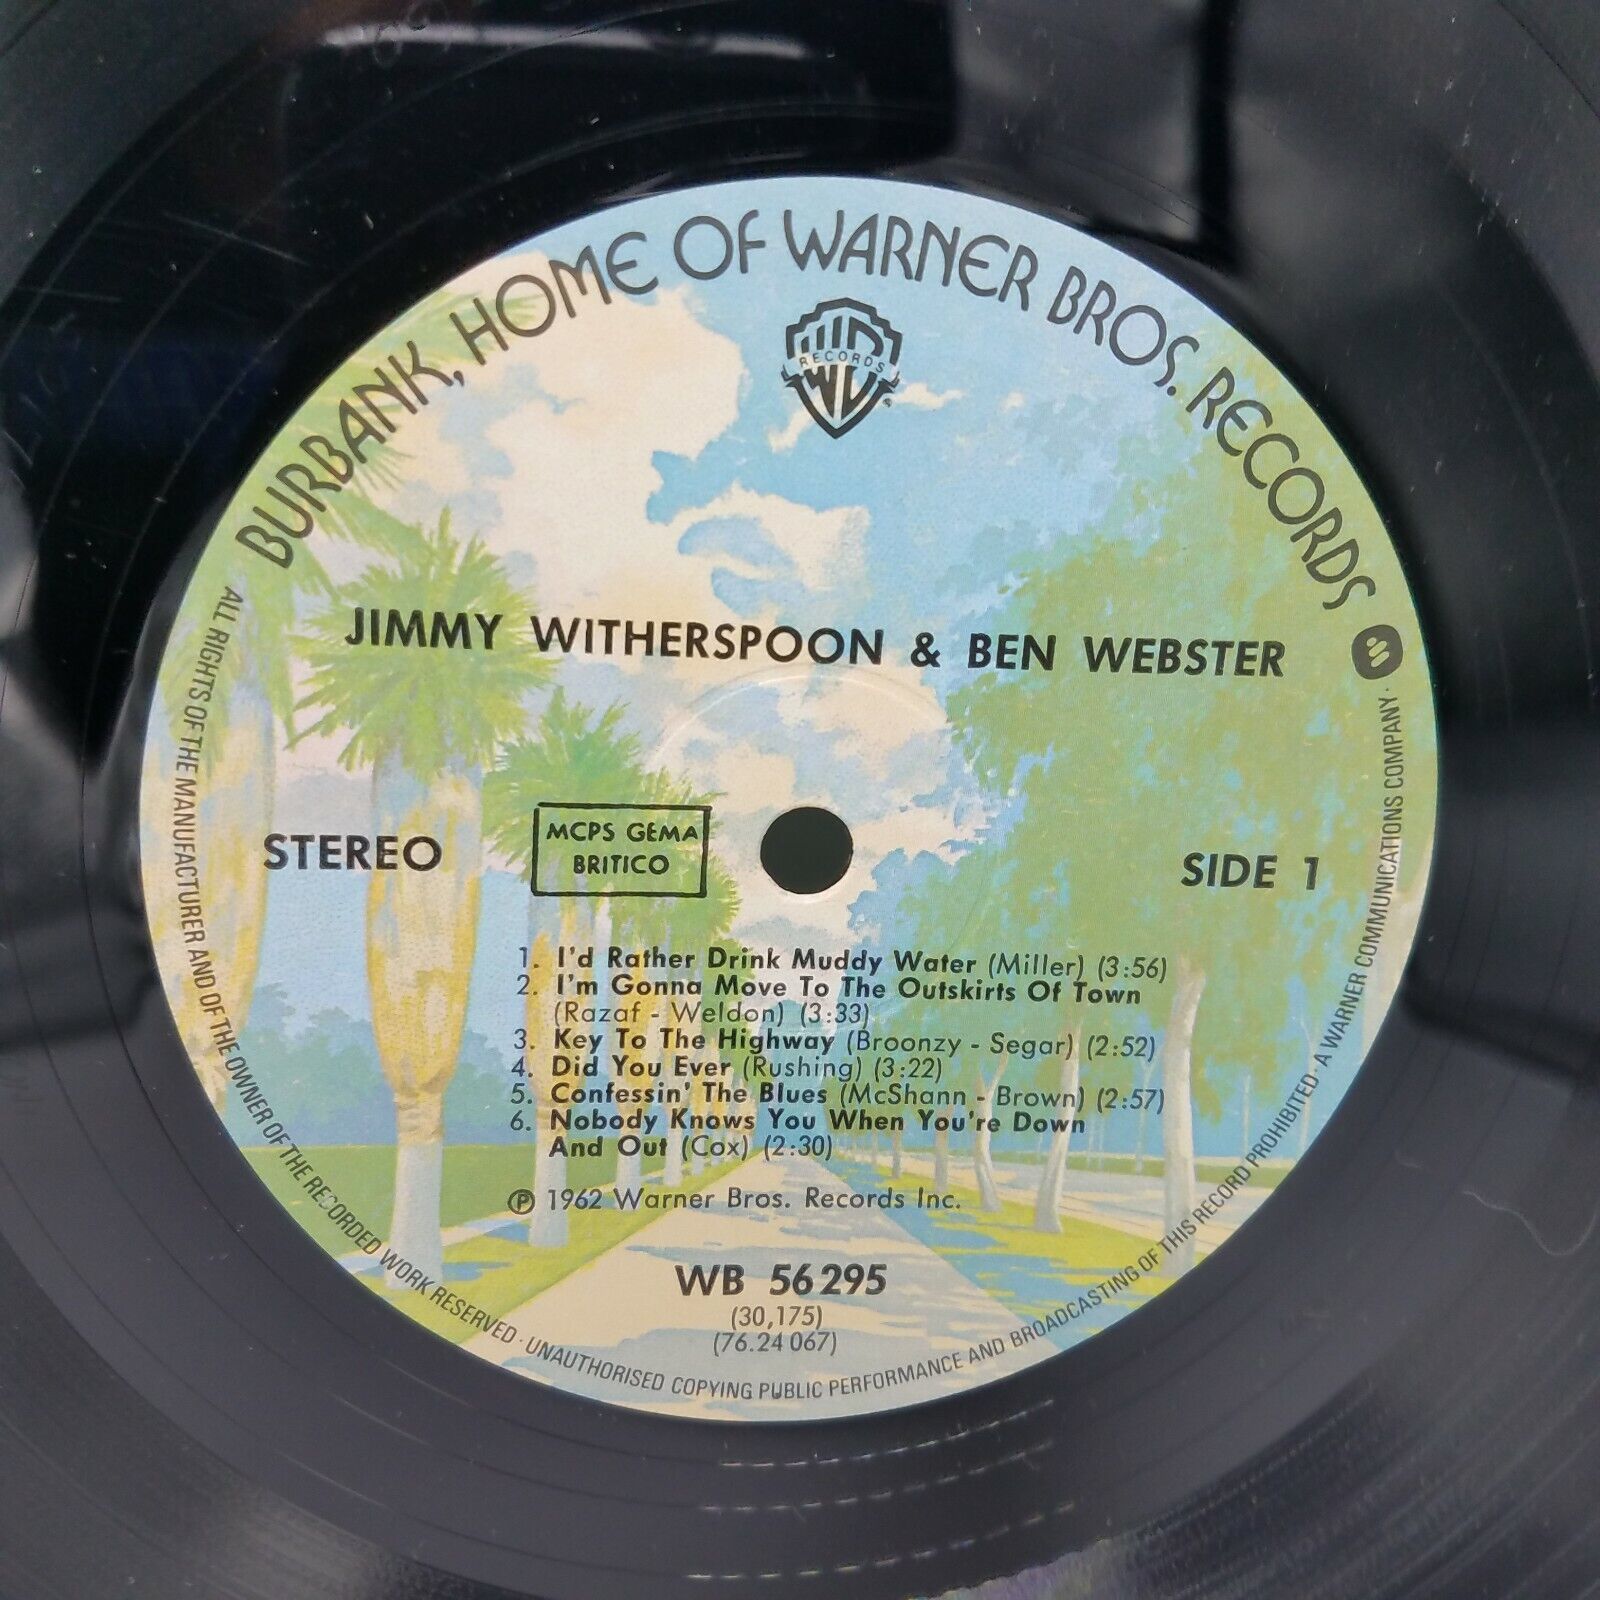 BURBANK, HOME OF WARNER BROS. RECORDS
RECORDS
JIMMY WITHERSPOON & BEN WEBSTER
STEREO
MCPS GEMA
BRITICO
SIDE 1
1. I'd Rather Drink Muddy Water (Miller) (3:56)
2. I'm Gonna Move To The Outskirts Of Town
(Razaf - Weldon) (3:33)
3. Key To The Highway (Broonzy - Segar) (2:52)
4. Did You Ever (Rushing) (3:22)
5. Confessin' The Blues (McShann - Brown) (2:57)
6. Nobody Knows You When You're Down
And Out (Cox) (2:30)
℗ 1962 Warner Bros. Records Inc.
WB 56 295
(30,175)
(76.24 067)
ALL RIGHTS OF THE MANUFACTURER AND OF THE OWNER OF THE RECORDED WORK RESERVED · UNAUTHORISED COPYING PUBLIC PERFORMANCE AND BROADCASTING OF THIS RECORD PROHIBITED · A WARNER COMMUNICATIONS COMPANY ·